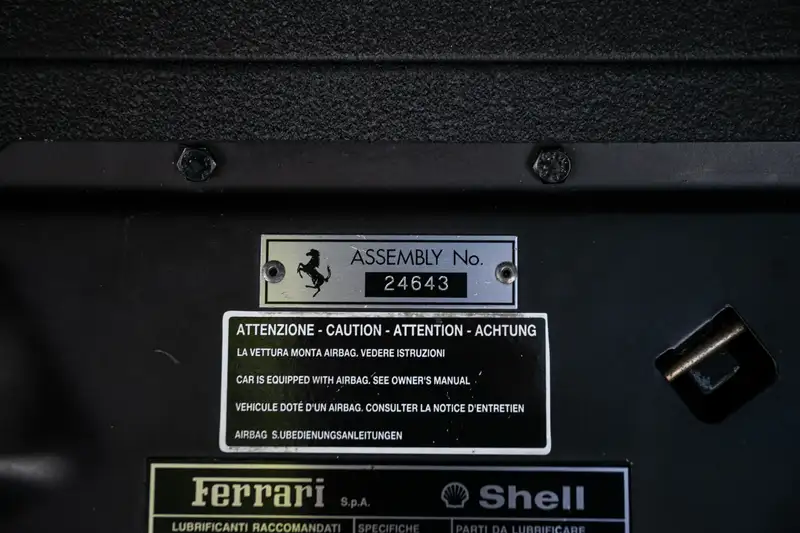 ASSEMBLY No.
24643
ATTENZIONE - CAUTION - ATTENTION - ACHTUNG
LA VETTURA MONTA AIRBAG. VEDERE ISTRUZIONI
CAR IS EQUIPPED WITH AIRBAG. SEE OWNER'S MANUAL
VEHICULE DOTÉ D'UN AIRBAG. CONSULTER LA NOTICE D'ENTRETIEN
AIRBAG S.UBEDIENUNGSANLEITUNGEN
Ferrari S.p.A. Shell
LUBRIFICANTI RACCOMANDATI SPECIFICHE PARTI DA LUBRIFICARE